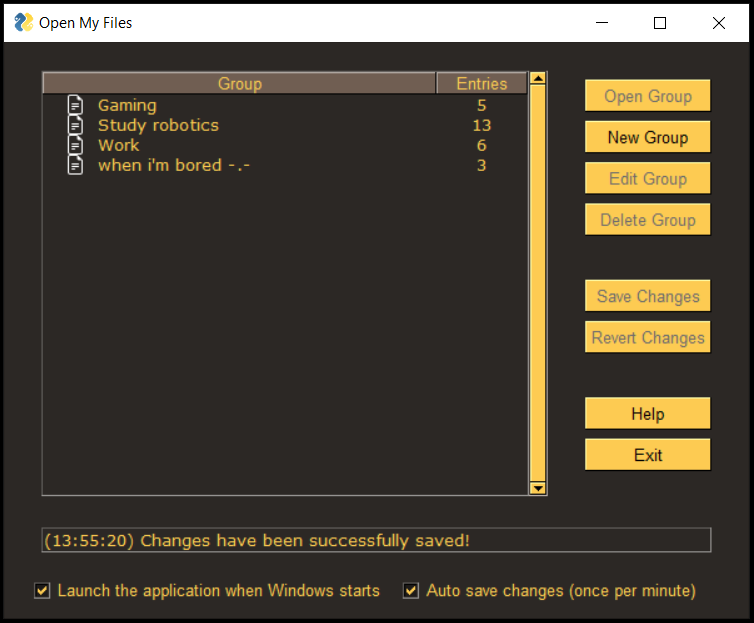 Open My Files
Group Entries
Gaming 5
Study robotics 13
Work 6
when i'm bored -.- 3
Open Group
New Group
Edit Group
Delete Group
Save Changes
Revert Changes
Help
Exit
(13:55:20) Changes have been successfully saved!
Launch the application when Windows starts
Auto save changes (once per minute)